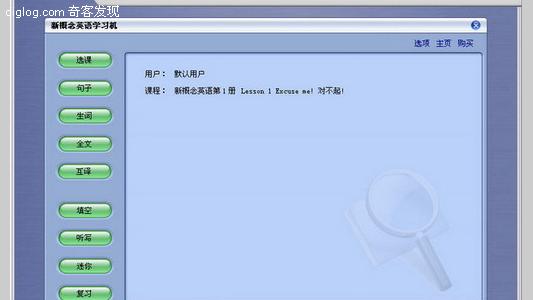 diglog.com 奇客发现
新概念英语学习机
选项 主页 购买
选课
句子
生词
全文
互译
填空
听写
迷你
复习
用户： 默认用户
课程： 新概念英语第1册 Lesson 1 Excuse me! 对不起!